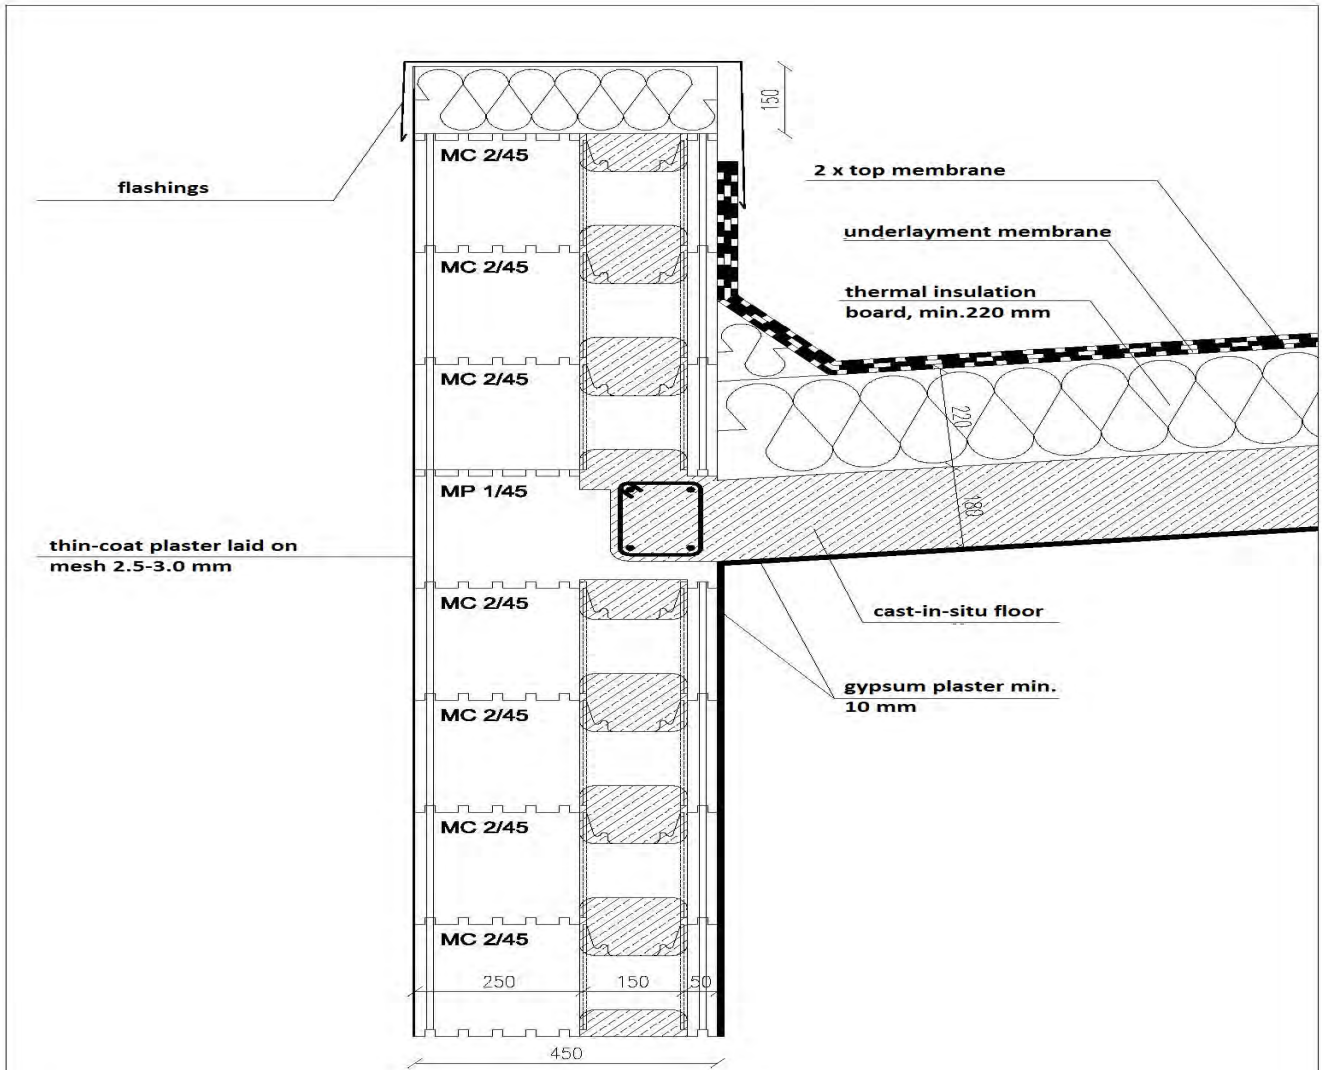 150
MC 2/45
flashings
2 x top membrane
underlayment membrane
MC 2/45
thermal insulation
board, min.220 mm
MC 2/45
220
MP 1/45
180
thin-coat plaster laid on
mesh 2.5-3.0 mm
MC 2/45
cast-in-situ floor
gypsum plaster min.
10 mm
MC 2/45
MC 2/45
MC 2/45
250
150
50
450